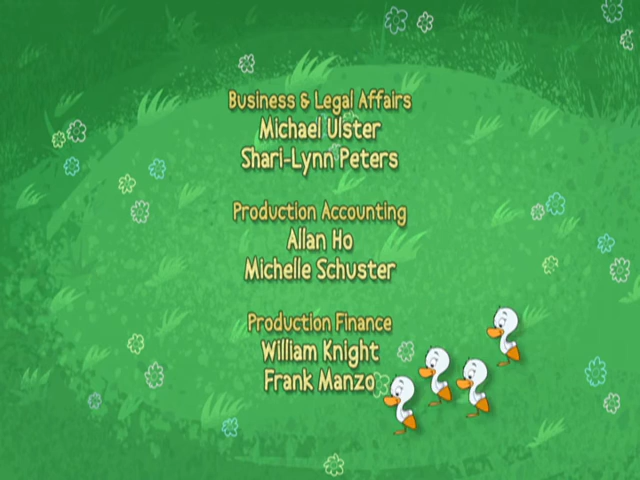 Business & Legal Affairs
Michael Ulster
Shari-Lynn Peters
Production Accounting
Allan Ho
Michelle Schuster
Production Finance
William Knight
Frank Manzo